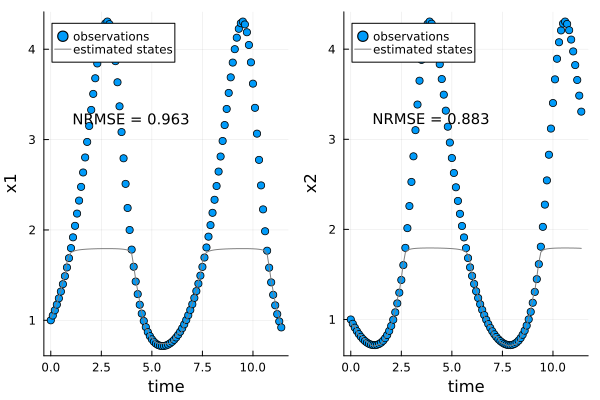 observations
estimated states
NRMSE = 0.963
x1
4
3
2
1
0.0 2.5 5.0 7.5 10.0
time
observations
estimated states
NRMSE = 0.883
x2
4
3
2
1
0.0 2.5 5.0 7.5 10.0
time